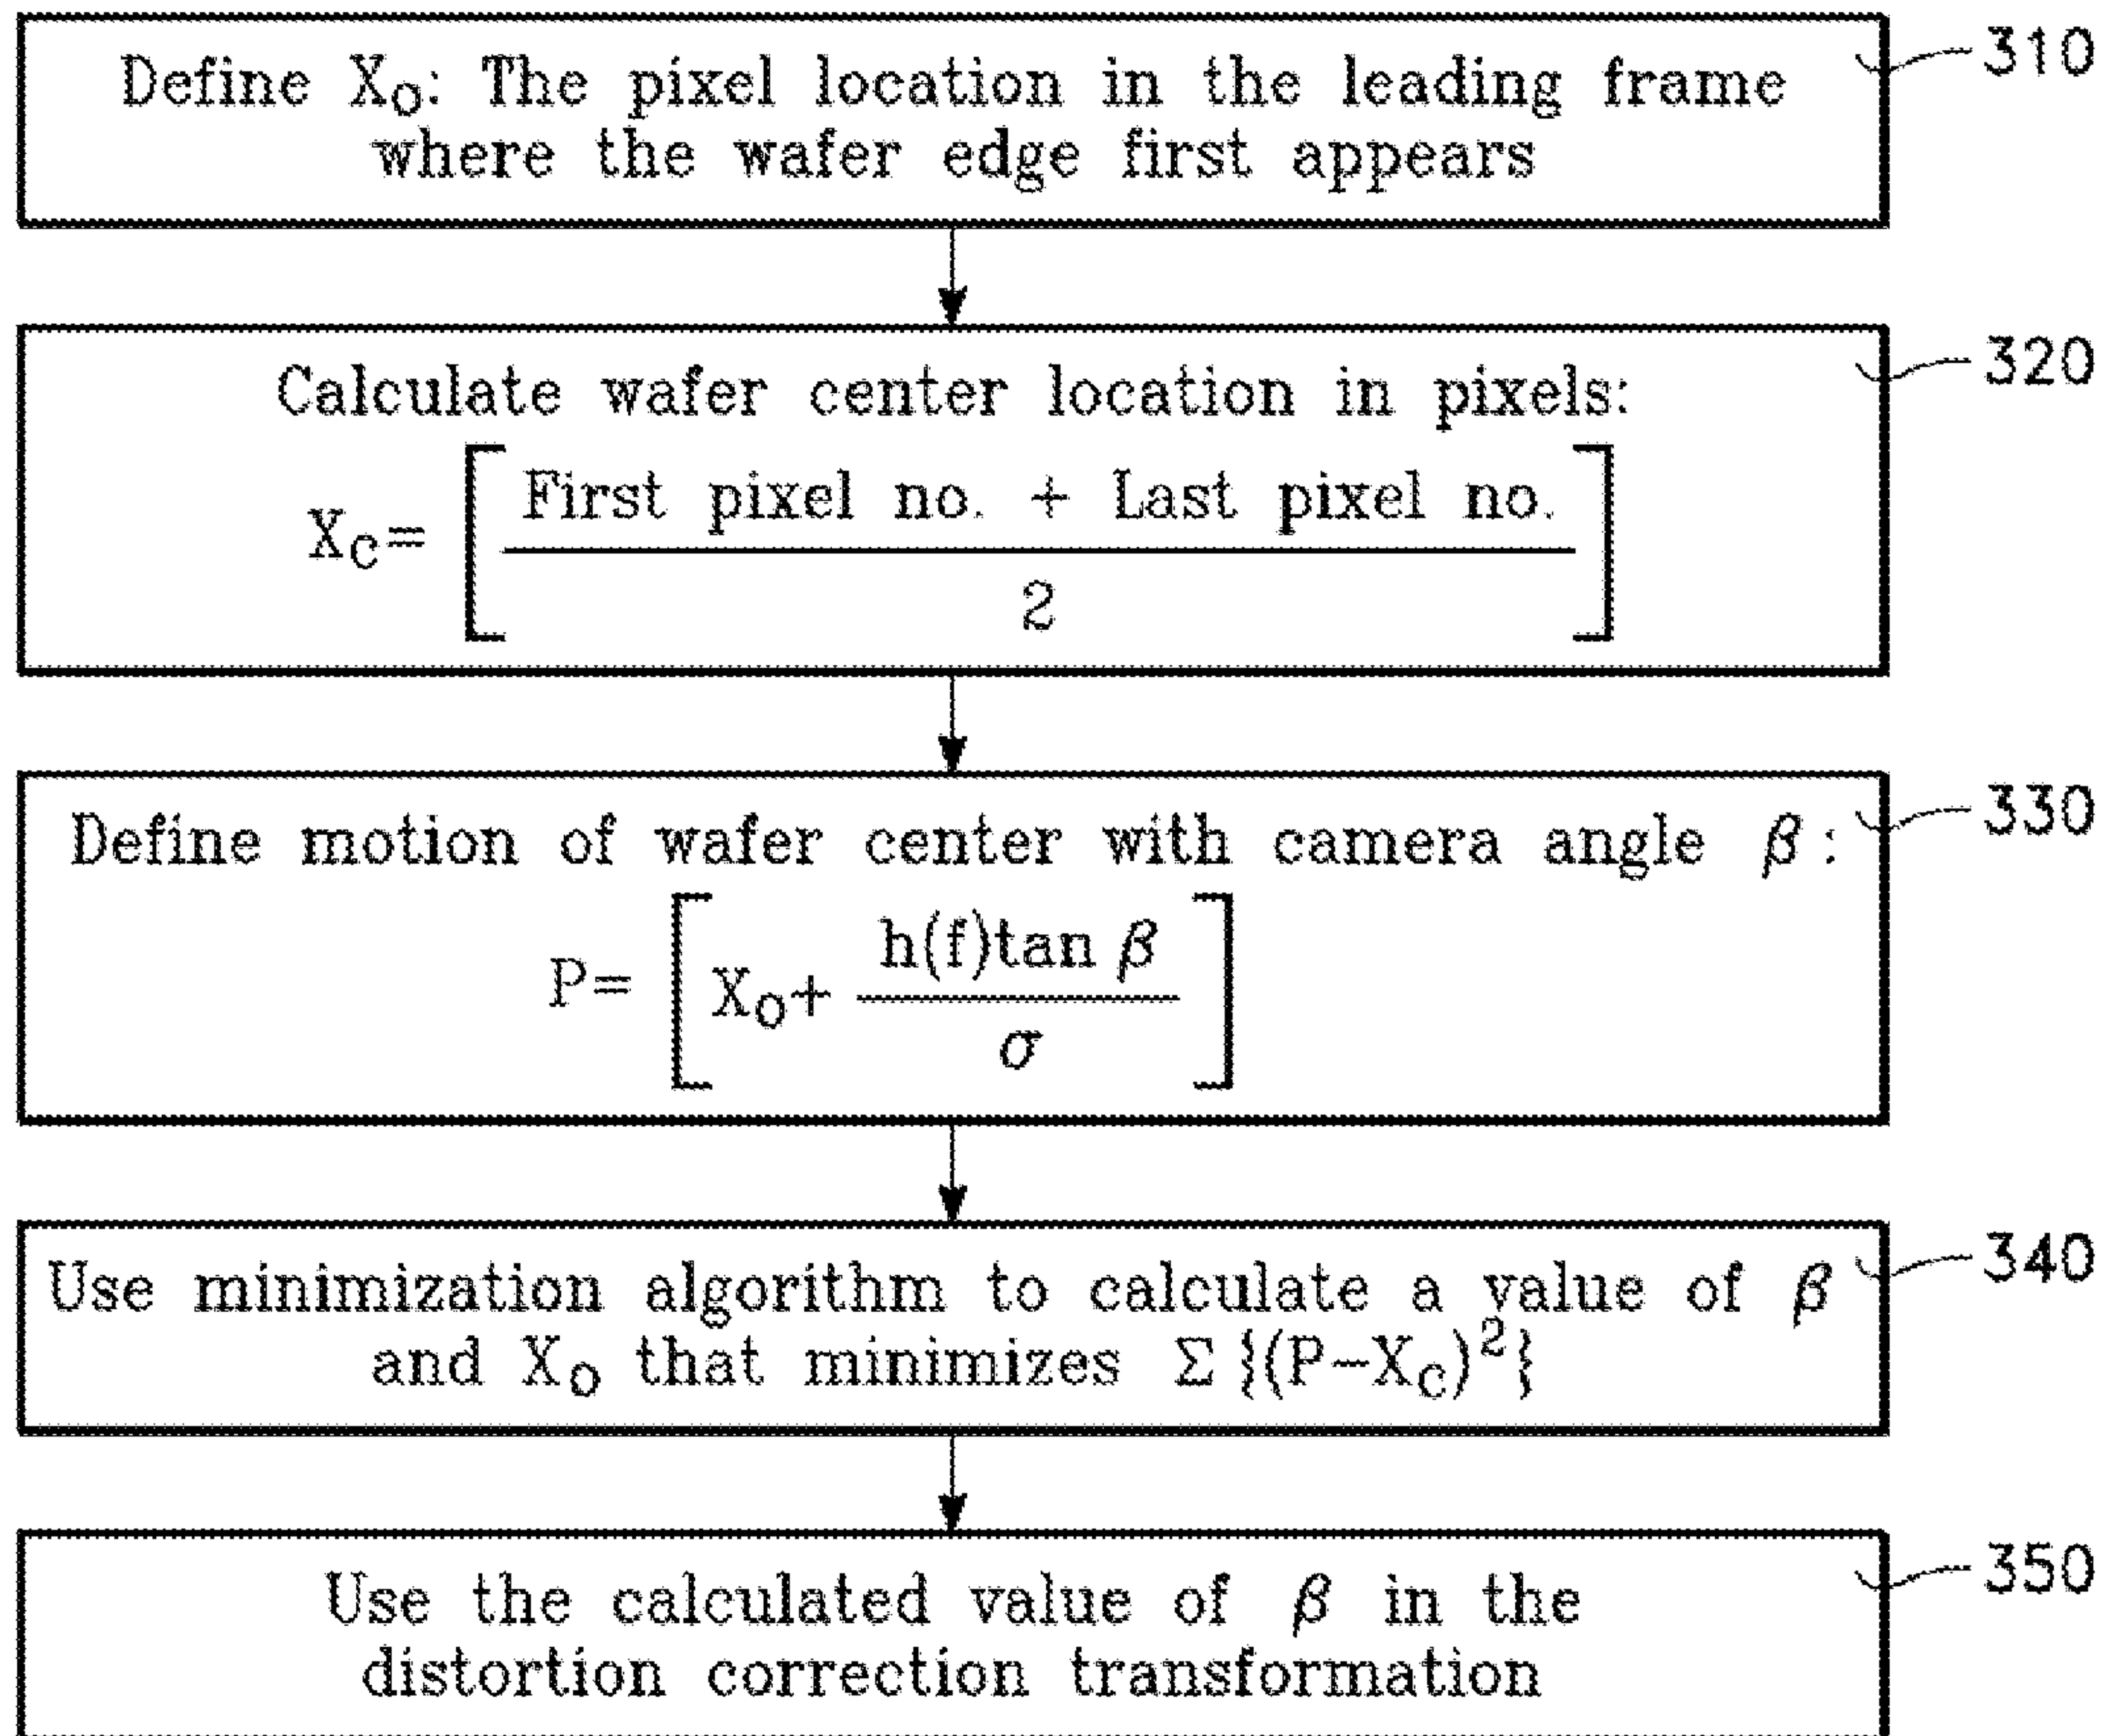 Define X₀: The pixel location in the leading frame 310
where the wafer edge first appears
Calculate wafer center location in pixels: 320
X_C= [ First pixel no. + Last pixel no. / 2 ]
Define motion of wafer center with camera angle β: 330
P= [ X₀+ h(f)tan β / σ ]
Use minimization algorithm to calculate a value of β 340
and X₀ that minimizes Σ{(P-X_C)²}
Use the calculated value of β in the 350
distortion correction transformation